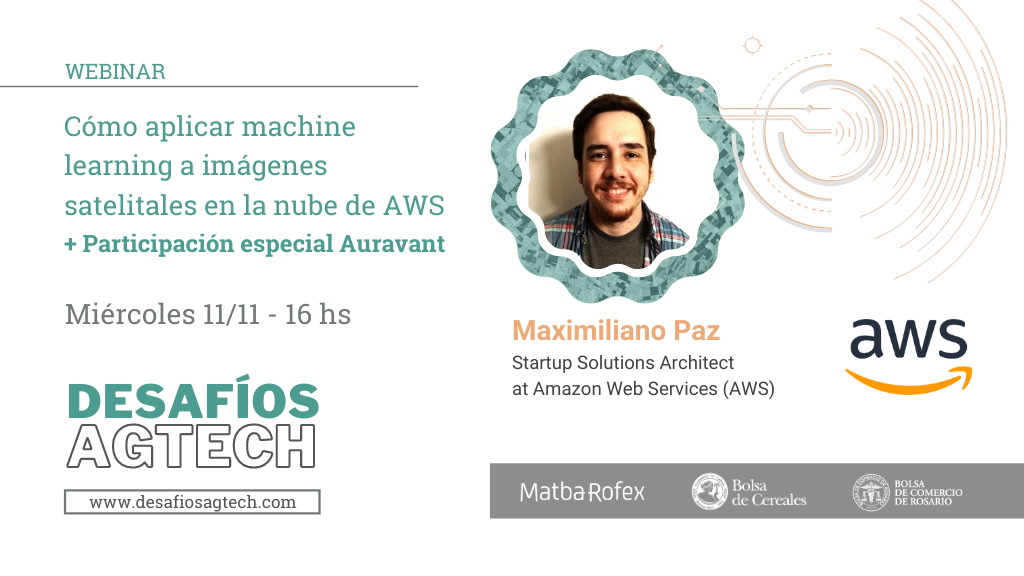 WEBINAR
Cómo aplicar machine
learning a imágenes
satelitales en la nube de AWS
+ Participación especial Auravant
Miércoles 11/11 - 16 hs
DESAFÍOS
AGTECH
www.desafiosagtech.com
Maximiliano Paz
Startup Solutions Architect
at Amazon Web Services (AWS)
aws
MatbaRofex
Bolsa
de Cereales
BOLSA
DE COMERCIO
DE ROSARIO